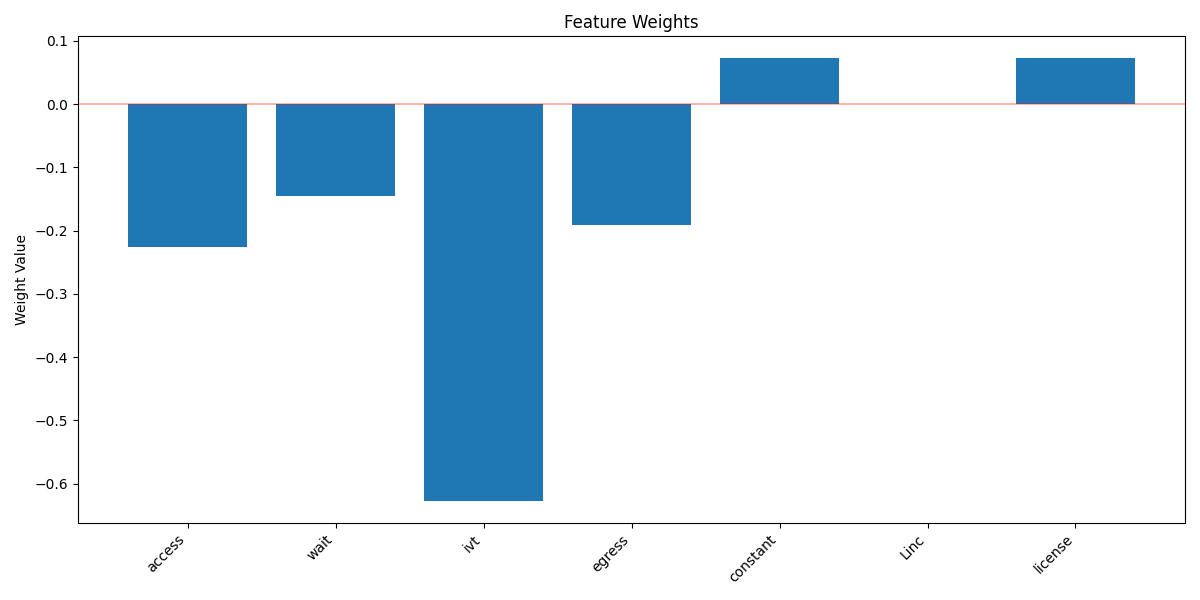 Feature Weights
0.1
0.0
−0.1
−0.2
−0.3
−0.4
−0.5
−0.6
Weight Value
access
wait
ivt
egress
constant
Linc
license